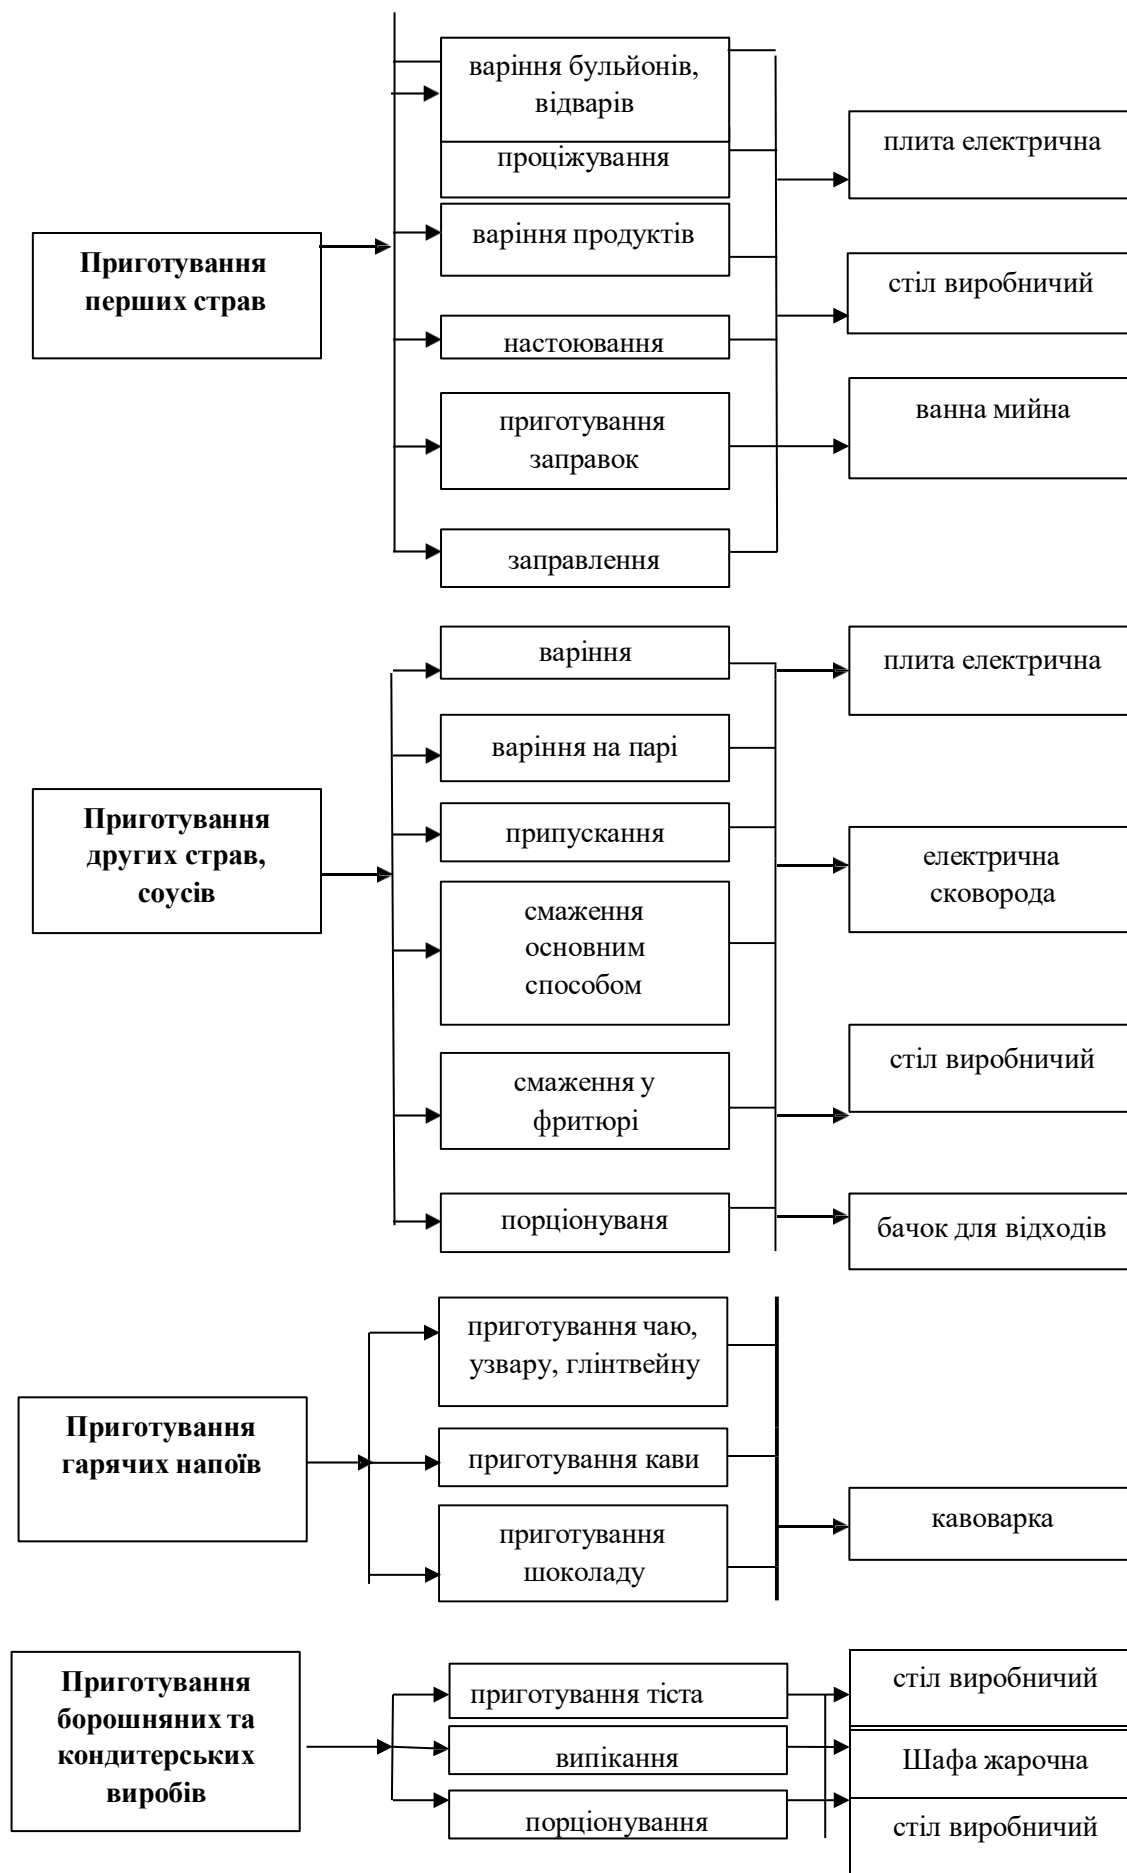 Приготування
перших страв
варіння бульйонів,
відварів
проціжування
варіння продуктів
настоювання
приготування
заправок
заправлення
плита електрична
стіл виробничий
ванна мийна
Приготування
других страв,
соусів
варіння
варіння на парі
припускання
смаження
основним
способом
смаження у
фритюрі
порціонуваня
плита електрична
електрична
сковорода
стіл виробничий
бачок для відходів
Приготування
гарячих напоїв
приготування чаю,
узвару, глінтвейну
приготування кави
приготування
шоколаду
кавоварка
Приготування
борошняних та
кондитерських
виробів
приготування тіста
випікання
порціонування
стіл виробничий
Шафа жарочна
стіл виробничий